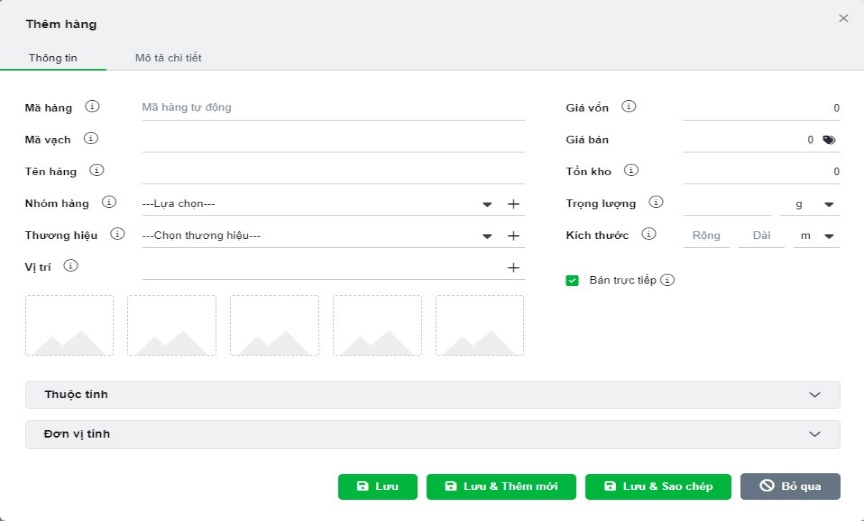 Thêm hàng
Thông tin
Mô tả chi tiết
Mã hàng
Mã hàng tự động
Mã vạch
Tên hàng
Nhóm hàng
---Lựa chọn---
Thương hiệu
---Chọn thương hiệu---
Vị trí
Giá vốn
0
Giá bán
0
Tồn kho
0
Trọng lượng
g
Kích thước
Rộng
Dài
m
Bán trực tiếp
Thuộc tính
Đơn vị tính
Lưu
Lưu & Thêm mới
Lưu & Sao chép
Bỏ qua